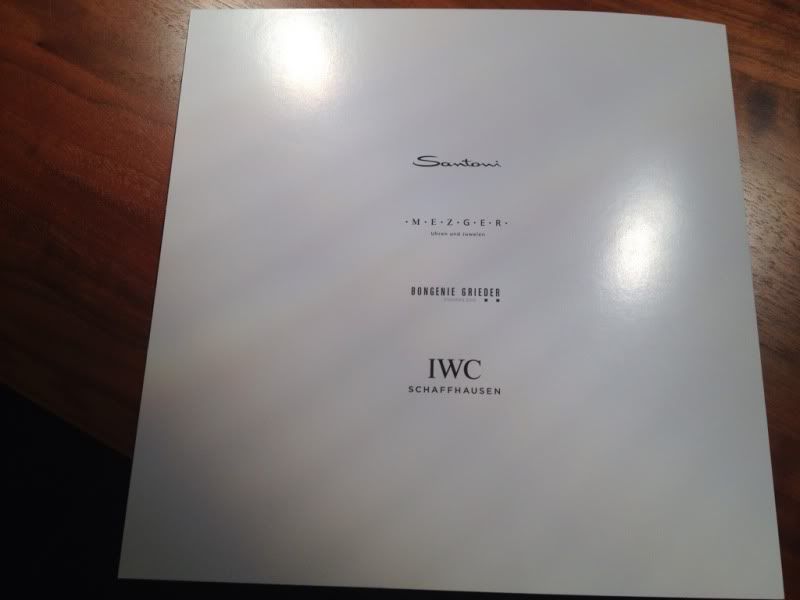 Santoni
·M·E·Z·G·E·R·
Uhren und Juwelen
BONGENIE GRIEDER
IWC
SCHAFFHAUSEN